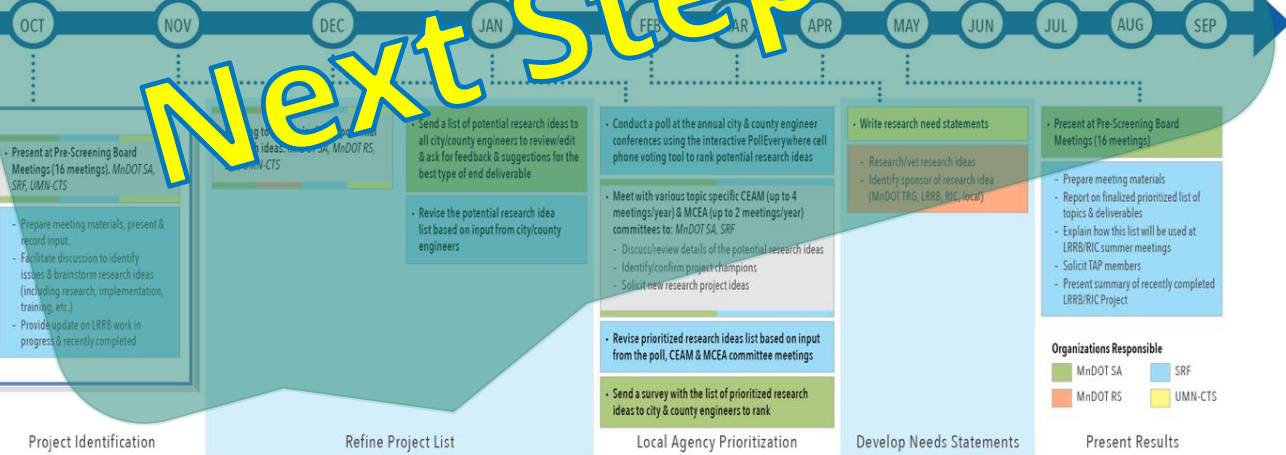 OCT NOV DEC JAN FEB MAR APR MAY JUN JUL AUG SEP
Next Step
• Present at Pre-Screening Board
Meetings (16 meetings). MnDOT SA,
SRF, UMN-CTS
- Prepare meeting materials, present &
record input.
- Facilitate discussion to identify
issues & brainstorm research ideas
(including research, implementation,
training, etc.)
- Provide update on LRRB work in
progress & recently completed
Project Identification
ideas. MnDOT SA, MnDOT RS,
UMN-CTS
• Send a list of potential research ideas to
all city/county engineers to review/edit
& ask for feedback & suggestions for the
best type of end deliverable
• Revise the potential research idea
list based on input from city/county
engineers
Refine Project List
• Conduct a poll at the annual city & county engineer
conferences using the interactive PollEverywhere cell
phone voting tool to rank potential research ideas
• Meet with various topic specific CEAM (up to 4
meetings/year) & MCEA (up to 2 meetings/year)
committees to: MnDOT SA, SRF
- Discuss/review details of the potential research ideas
- Identify/confirm project champions
- Solicit new research project ideas
• Revise prioritized research ideas list based on input
from the poll, CEAM & MCEA committee meetings
• Send a survey with the list of prioritized research
ideas to city & county engineers to rank
Local Agency Prioritization
• Write research need statements
- Research/vet research ideas
- Identify sponsor of research idea
(MnDOT TRG, LRRB, RIC, local)
Develop Needs Statements
• Present at Pre-Screening Board
Meetings (16 meetings)
- Prepare meeting materials
- Report on finalized prioritized list of
topics & deliverables
- Explain how this list will be used at
LRRB/RIC summer meetings
- Solicit TAP members
- Present summary of recently completed
LRRB/RIC Project
Organizations Responsible
MnDOT SA SRF
MnDOT RS UMN-CTS
Present Results